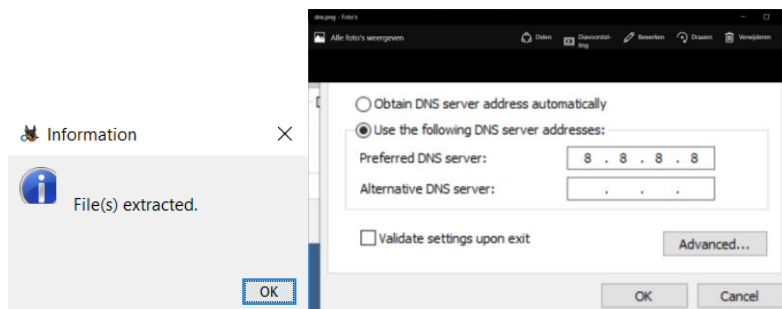 Information
File(s) extracted.
OK
dns.png - Foto's
Alle foto's weergeven
Delen
Diavoorstel-
ling
Bewerken
Draaien
Verwijderen
Obtain DNS server address automatically
Use the following DNS server addresses:
Preferred DNS server: 8 . 8 . 8 . 8
Alternative DNS server: . . .
Validate settings upon exit
Advanced...
OK
Cancel